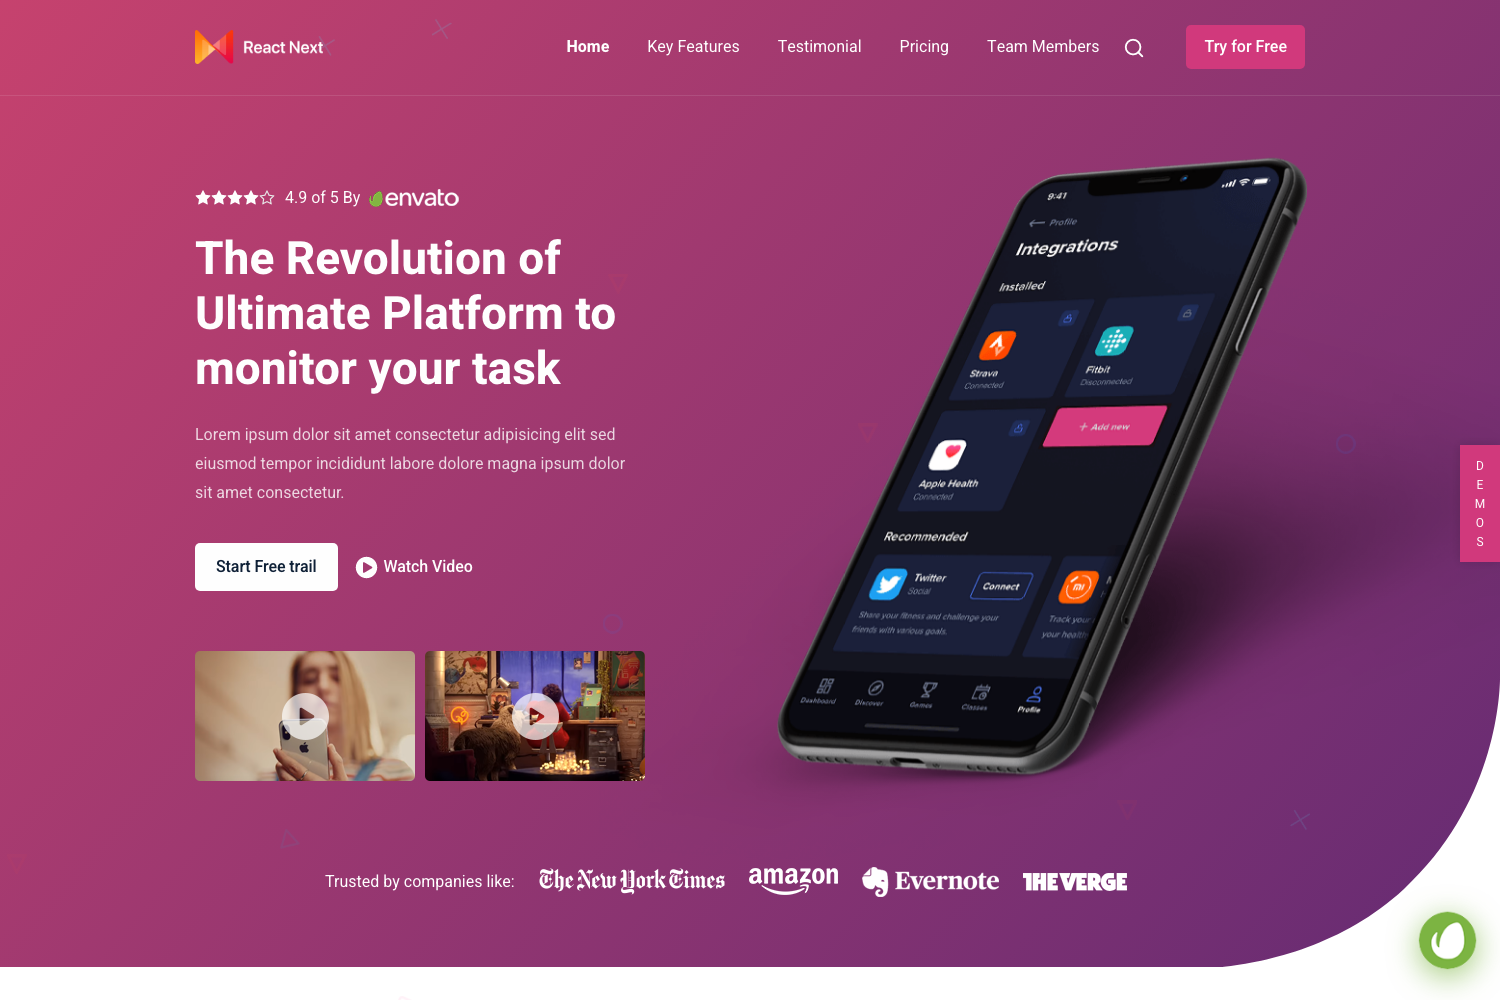 React Next
Home
Key Features
Testimonial
Pricing
Team Members
Try for Free
4.9 of 5 By envato
The Revolution of
Ultimate Platform to
monitor your task
Lorem ipsum dolor sit amet consectetur adipisicing elit sed
eiusmod tempor incididunt labore dolore magna ipsum dolor
sit amet consectetur.
Start Free trail
Watch Video
9:41
Profile
Integrations
Installed
Strava
Connected
Fitbit
Disconnected
Apple Health
Connected
+ Add new
Recommended
Twitter
Social
Connect
Share your fitness and challenge your
friends with various goals.
Track your
your health
Dashboard
Discover
Games
Classes
Profile
DEMOS
Trusted by companies like:
The New York Times
amazon
Evernote
THE VERGE